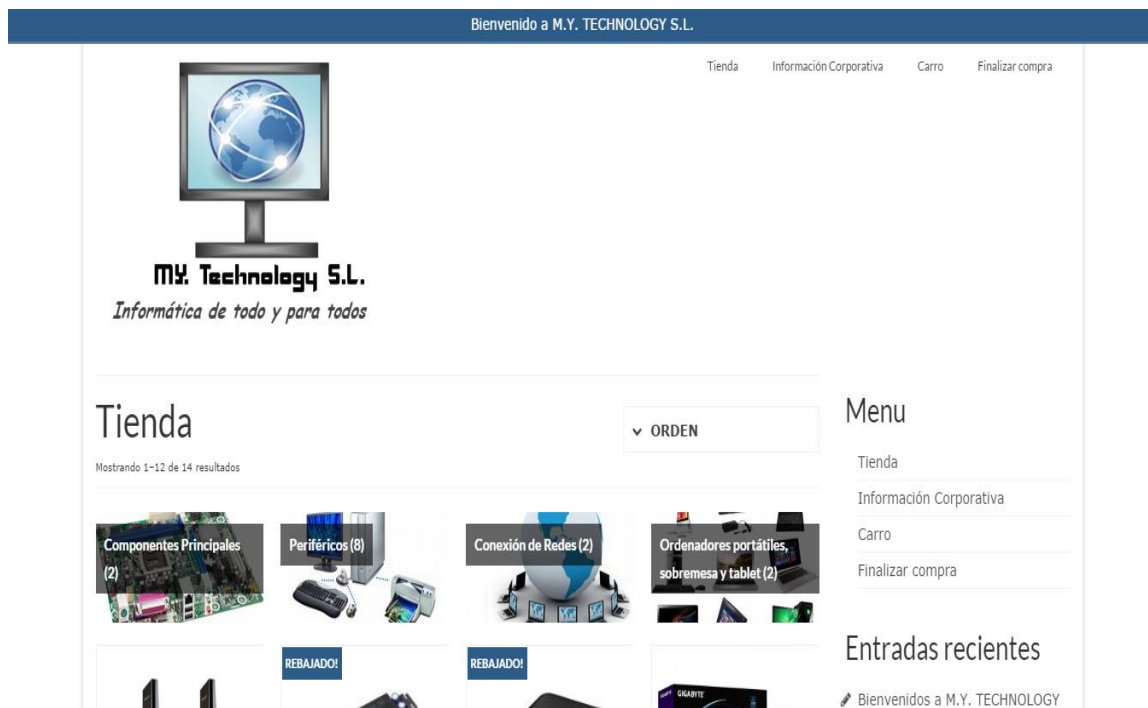 Bienvenido a M.Y. TECHNOLOGY S.L.
Tienda Información Corporativa Carro Finalizar compra
M.Y. Technology S.L.
Informática de todo y para todos
Tienda
ORDEN
Mostrando 1–12 de 14 resultados
Componentes Principales
(2)
Periféricos (8)
Conexión de Redes (2)
Ordenadores portátiles,
sobremesa y tablet (2)
REBAJADO!
REBAJADO!
GIGABYTE
Menu
Tienda
Información Corporativa
Carro
Finalizar compra
Entradas recientes
Bienvenidos a M.Y. TECHNOLOGY